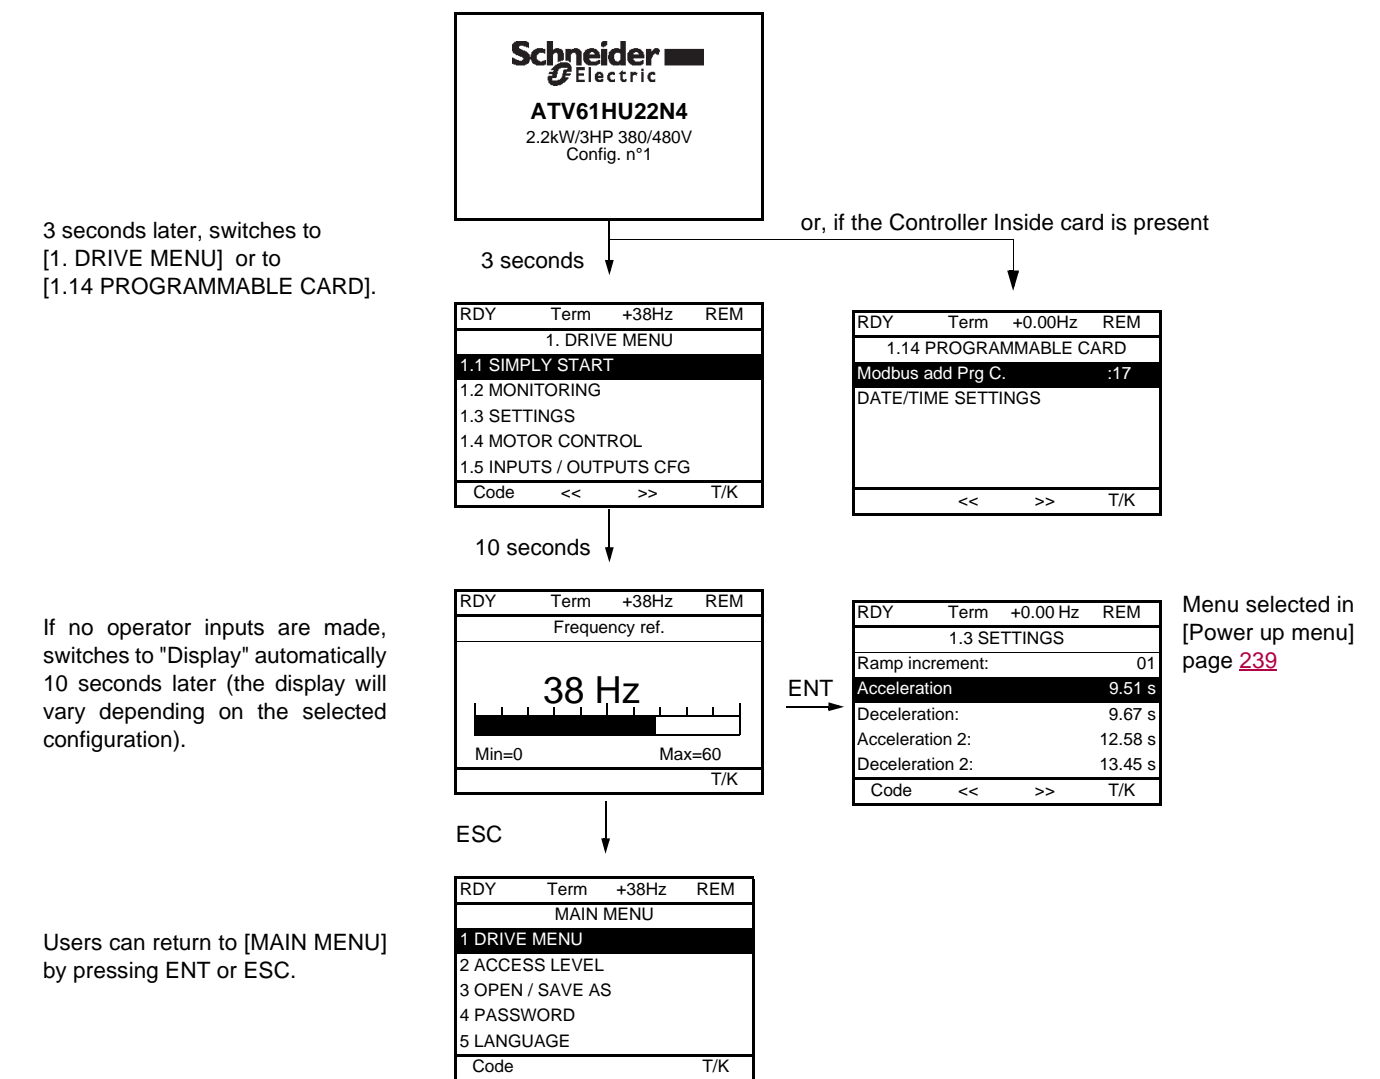 Schneider
Electric
ATV61HU22N4
2.2kW/3HP 380/480V
Config. n°1
3 seconds later, switches to
[1. DRIVE MENU] or to
[1.14 PROGRAMMABLE CARD].
or, if the Controller Inside card is present
3 seconds
RDY Term +38Hz REM
1. DRIVE MENU
1.1 SIMPLY START
1.2 MONITORING
1.3 SETTINGS
1.4 MOTOR CONTROL
1.5 INPUTS / OUTPUTS CFG
Code << >> T/K
RDY Term +0.00Hz REM
1.14 PROGRAMMABLE CARD
Modbus add Prg C. :17
DATE/TIME SETTINGS
<< >> T/K
10 seconds
If no operator inputs are made,
switches to "Display" automatically
10 seconds later (the display will
vary depending on the selected
configuration).
RDY Term +38Hz REM
Frequency ref.
38 Hz
Min=0 Max=60
T/K
ENT
RDY Term +0.00 Hz REM
1.3 SETTINGS
Ramp increment: 01
Acceleration 9.51 s
Deceleration: 9.67 s
Acceleration 2: 12.58 s
Deceleration 2: 13.45 s
Code << >> T/K
Menu selected in
[Power up menu]
page 239
ESC
Users can return to [MAIN MENU]
by pressing ENT or ESC.
RDY Term +38Hz REM
MAIN MENU
1 DRIVE MENU
2 ACCESS LEVEL
3 OPEN / SAVE AS
4 PASSWORD
5 LANGUAGE
Code T/K